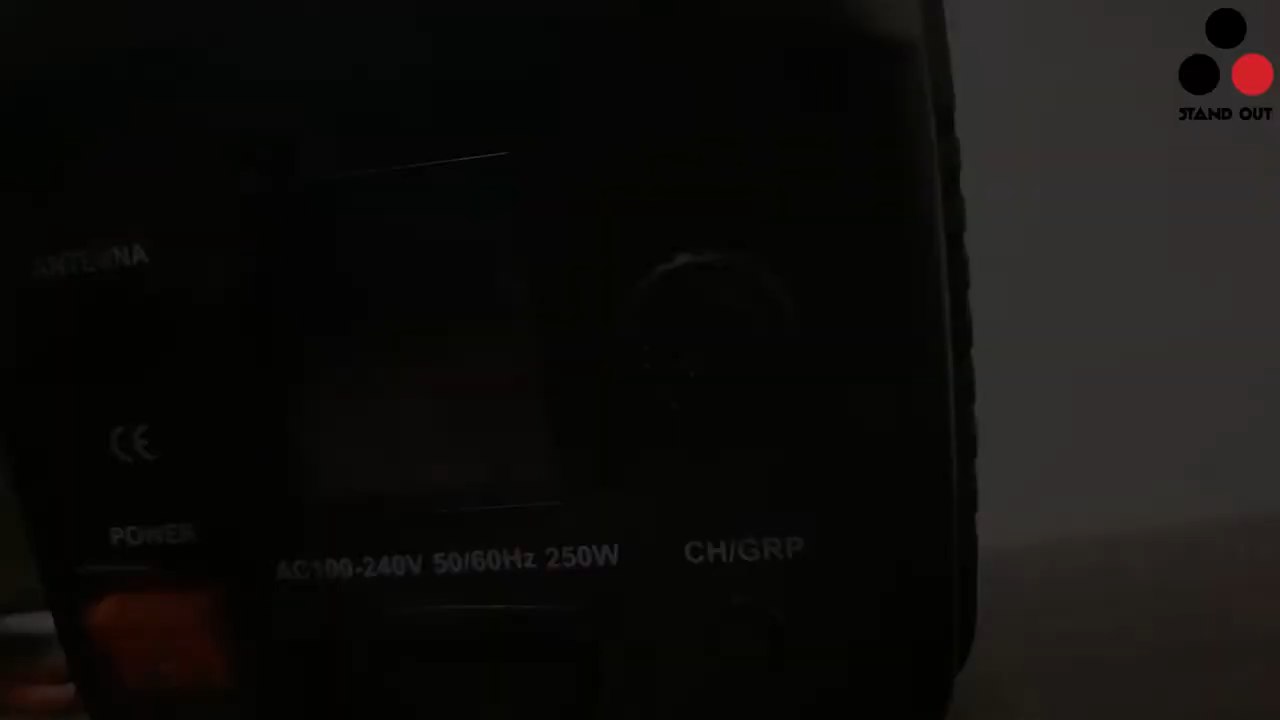 STAND OUT
ANTENNA
CE
POWER
AC100-240V 50/60Hz 250W
CH/GRP